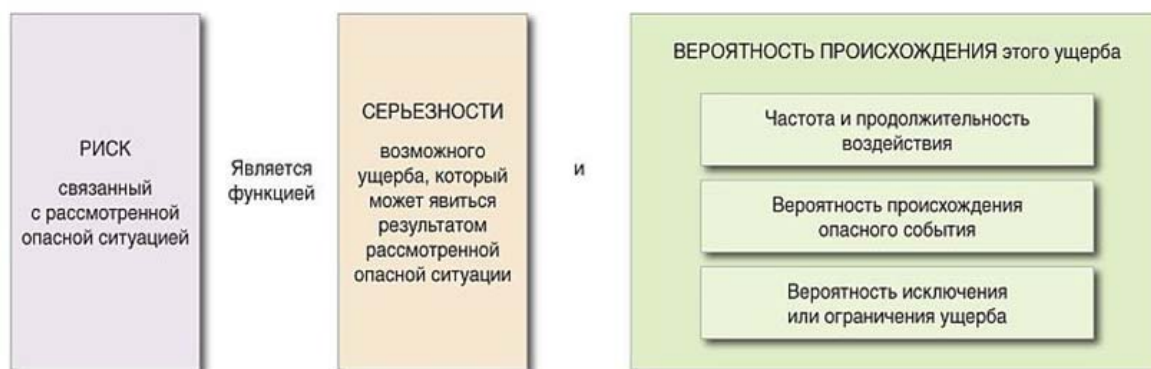 РИСК
связанный
с рассмотренной
опасной ситуацией
Является
функцией
СЕРЬЕЗНОСТИ
возможного
ущерба, который
может явиться
результатом
рассмотренной
опасной ситуации
и
ВЕРОЯТНОСТЬ ПРОИСХОЖДЕНИЯ этого ущерба
Частота и продолжительность
воздействия
Вероятность происхождения
опасного события
Вероятность исключения
или ограничения ущерба